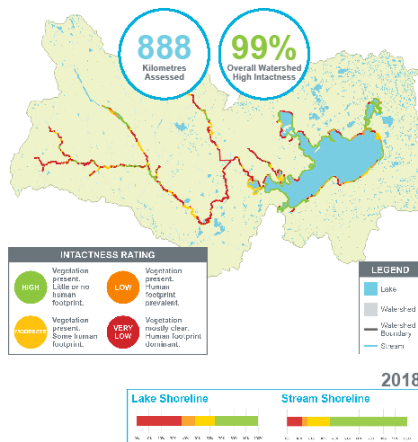 888
Kilometres
Assessed
99%
Overall Watershed
High Intactness
INTACTNESS RATING
HIGH
Vegetation
present.
Little or no
human
footprint.
LOW
Vegetation
present.
Human
footprint
prevalent.
MODERATE
Vegetation
present.
Some human
footprint.
VERY
LOW
Vegetation
mostly clear.
Human footprint
dominant.
LEGEND
Lake
Watershed
Watershed
Boundary
Stream
2018
Lake Shoreline
Stream Shoreline